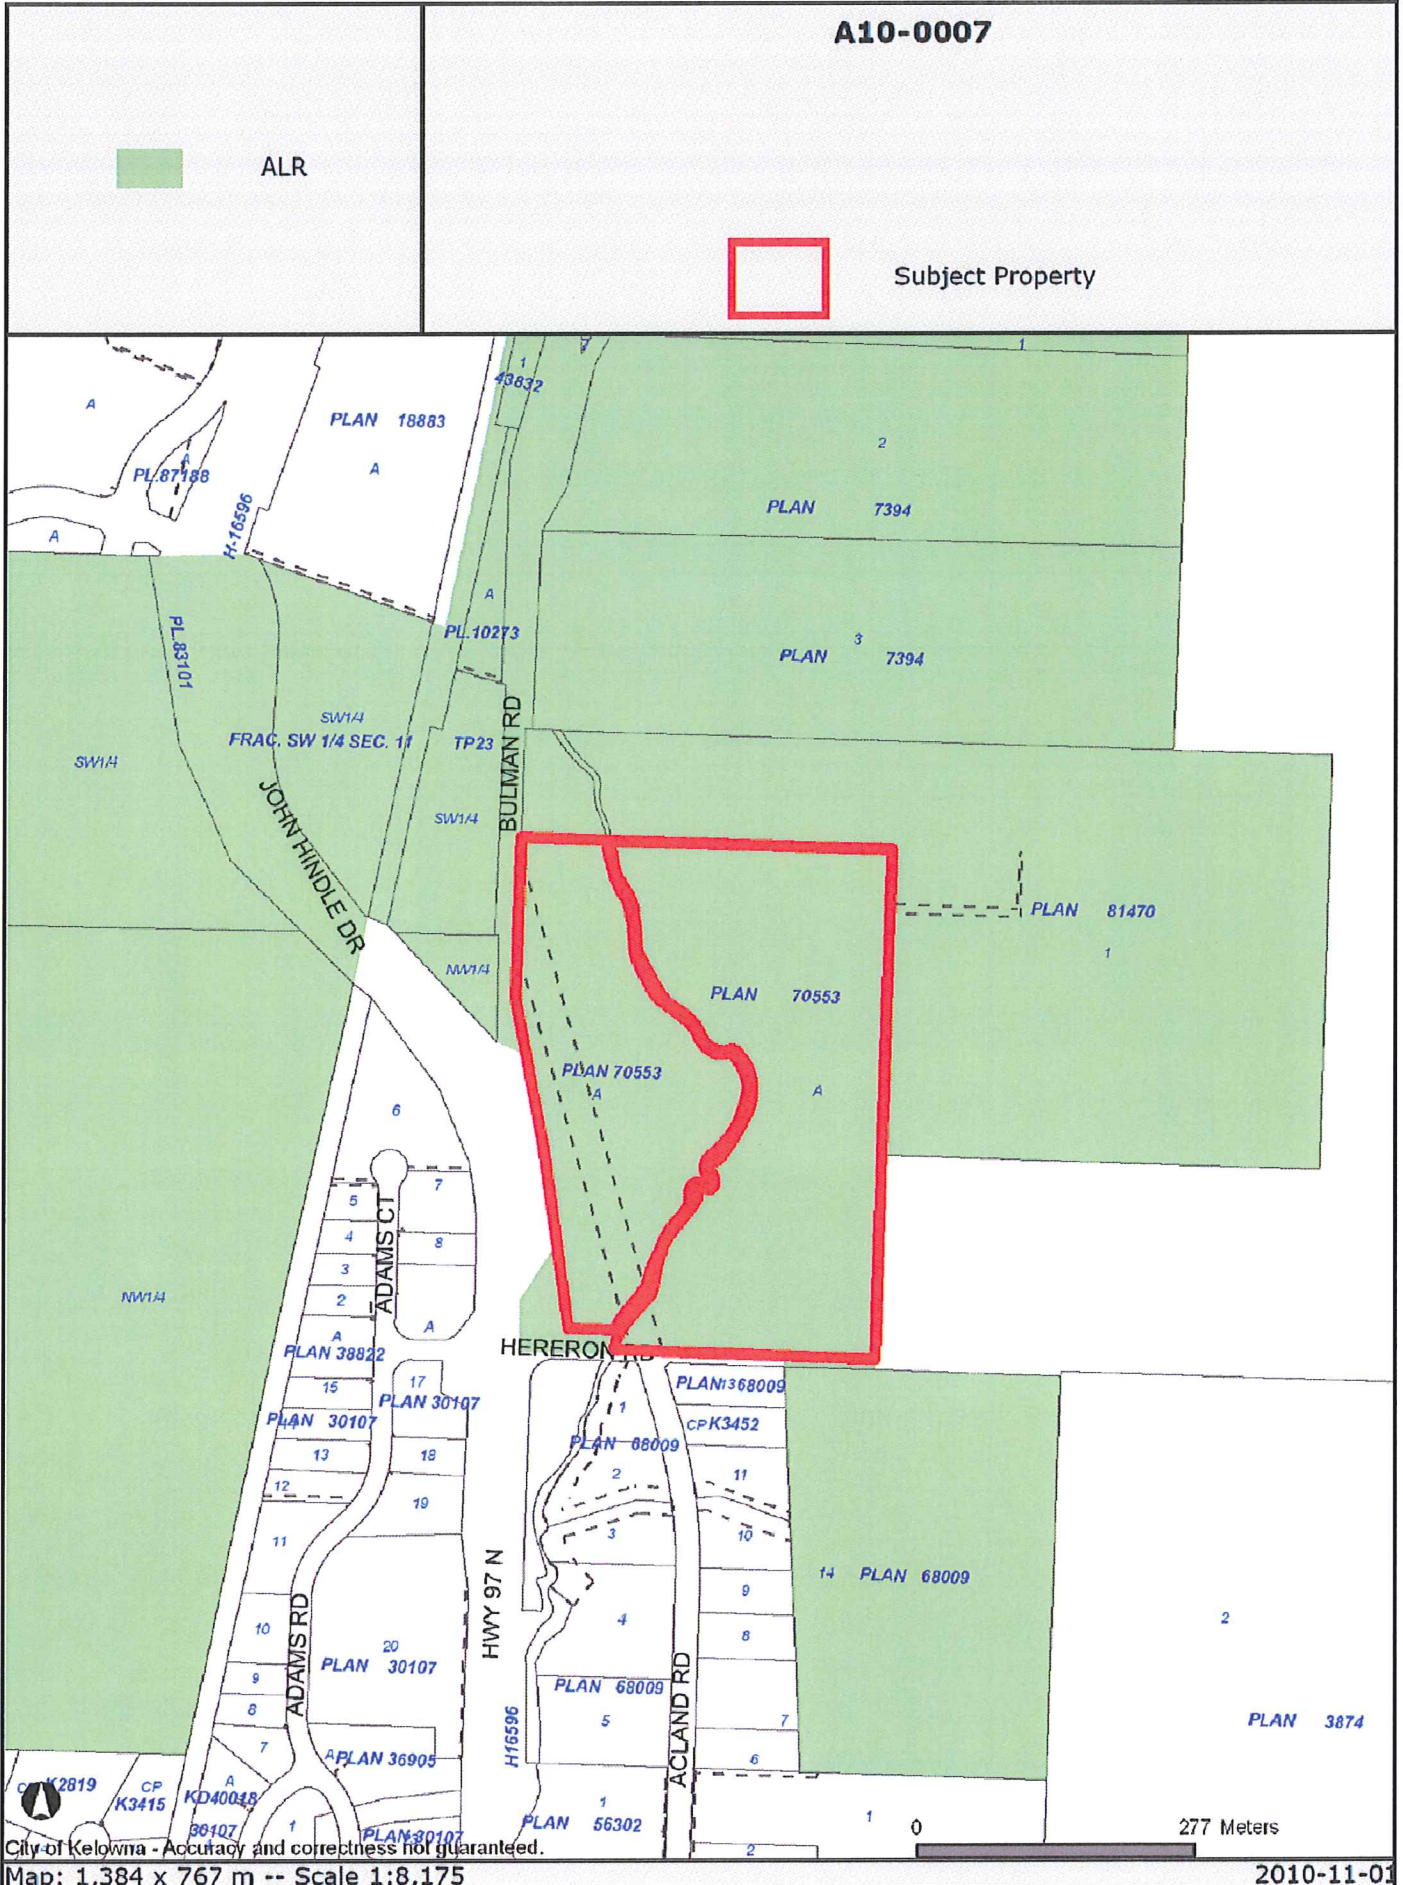 A10-0007
ALR
Subject Property
1
1
43832
A
PLAN 18883
2
A
A
PL.87188
PLAN 7394
H-16596
A
A
PL.10273
3
PLAN 7394
PL.83101
SW1/4
FRAC. SW 1/4 SEC. 11
TP23
BULMAN RD
SW1/4
JOHN HINDLE DR
SW1/4
PLAN 81470
1
NW1/4
PLAN 70553
PLAN 70553
A
A
6
7
5
ADAMS CT
4
8
3
2
NW1/4
A
A
PLAN 38822
HERERON RD
15
17
PLAN 30107
PLAN 30107
13
18
12
19
11
1
PLAN 68009
2
CP K3452
11
3
10
14 PLAN 68009
9
4
8
2
HWY 97 N
10
ADAMS RD
20
PLAN 30107
9
8
PLAN 68009
5
ACLAND RD
7
6
PLAN 3874
H16596
7
A
PLAN 36905
K2819
CP
K3415
A
KD40018
30107
1
PLAN 30107
1
PLAN 56302
1
2
0
277 Meters
City of Kelowna - Accuracy and correctness not guaranteed.
Map: 1,384 x 767 m -- Scale 1:8,175
2010-11-01